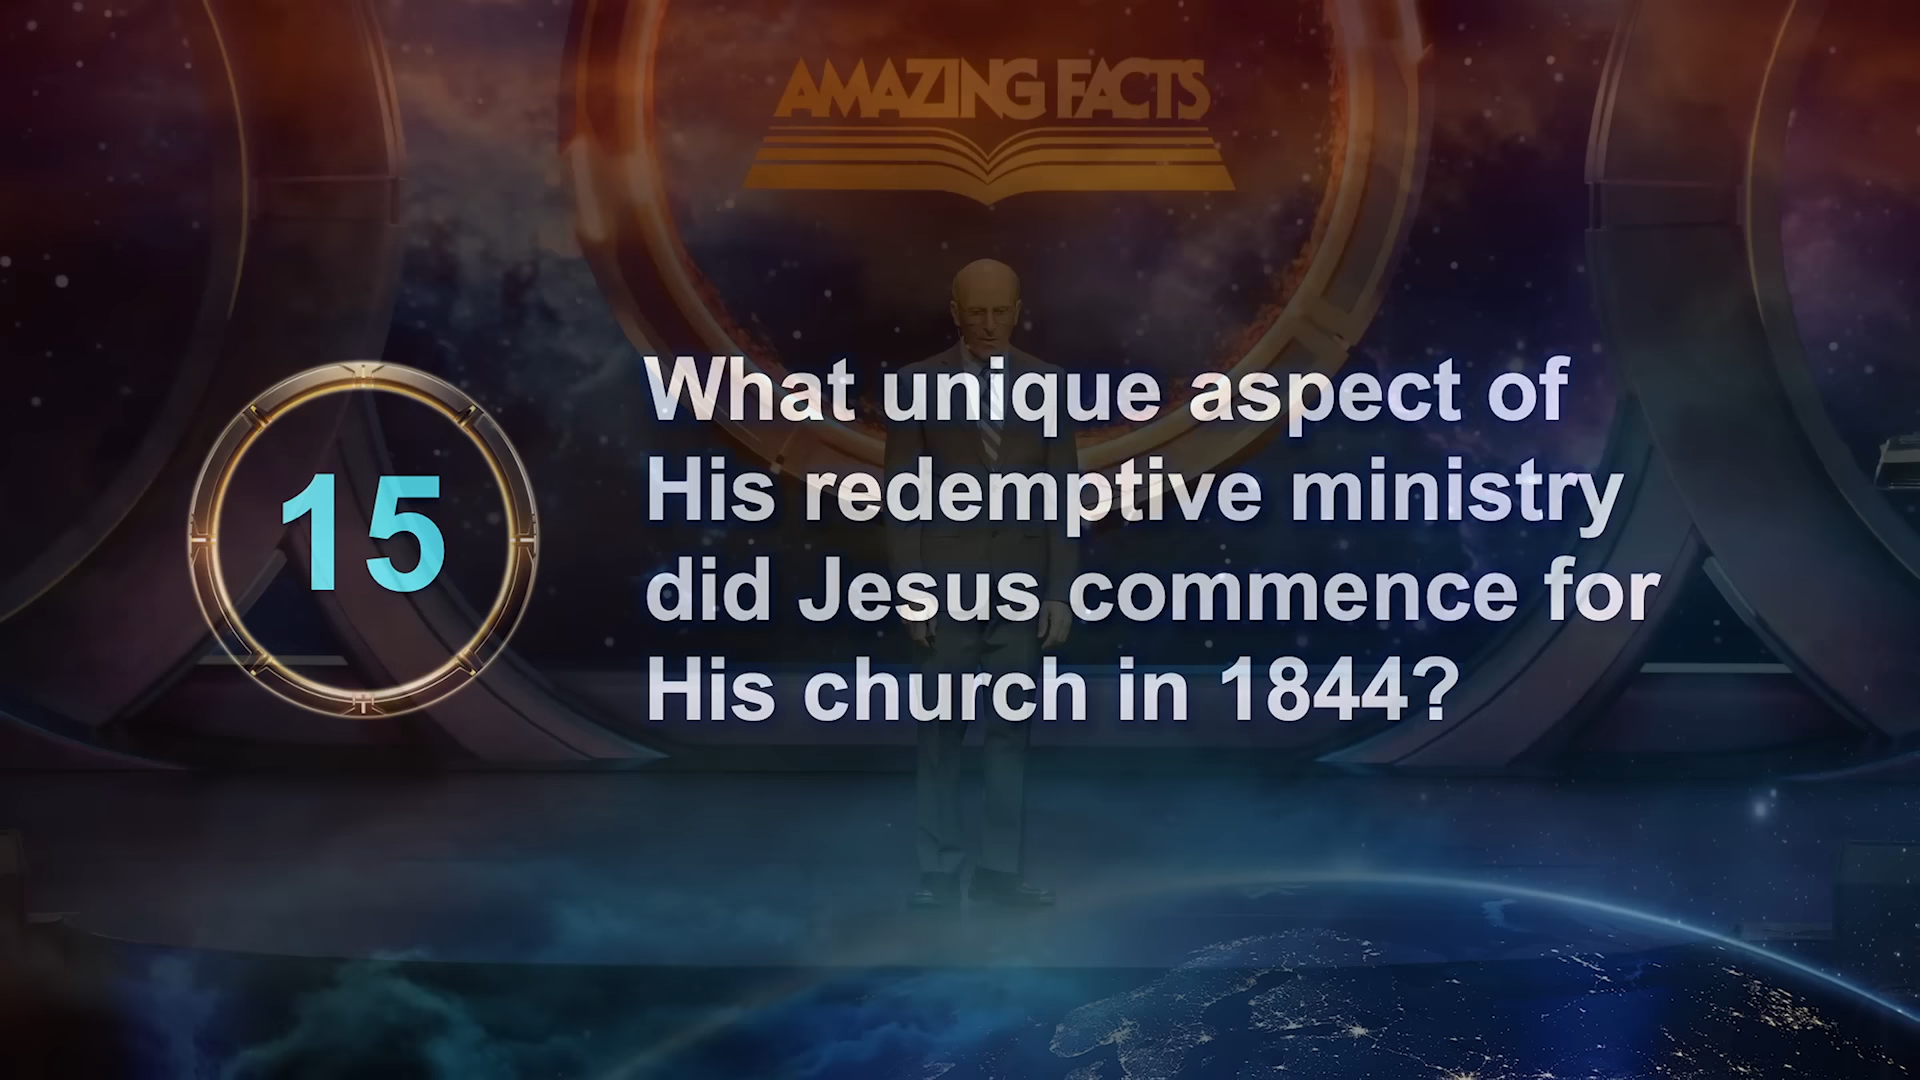 AMAZING FACTS
15
What unique aspect of
His redemptive ministry
did Jesus commence for
His church in 1844?